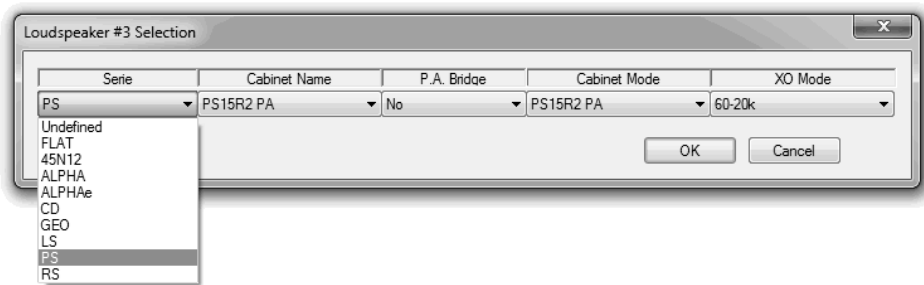 Loudspeaker #3 Selection
Serie Cabinet Name P.A. Bridge Cabinet Mode XO Mode
PS PS15R2 PA No PS15R2 PA 60-20k
Undefined
FLAT
45N12
ALPHA
ALPHAe
CD
GEO
LS
PS
RS
OK Cancel